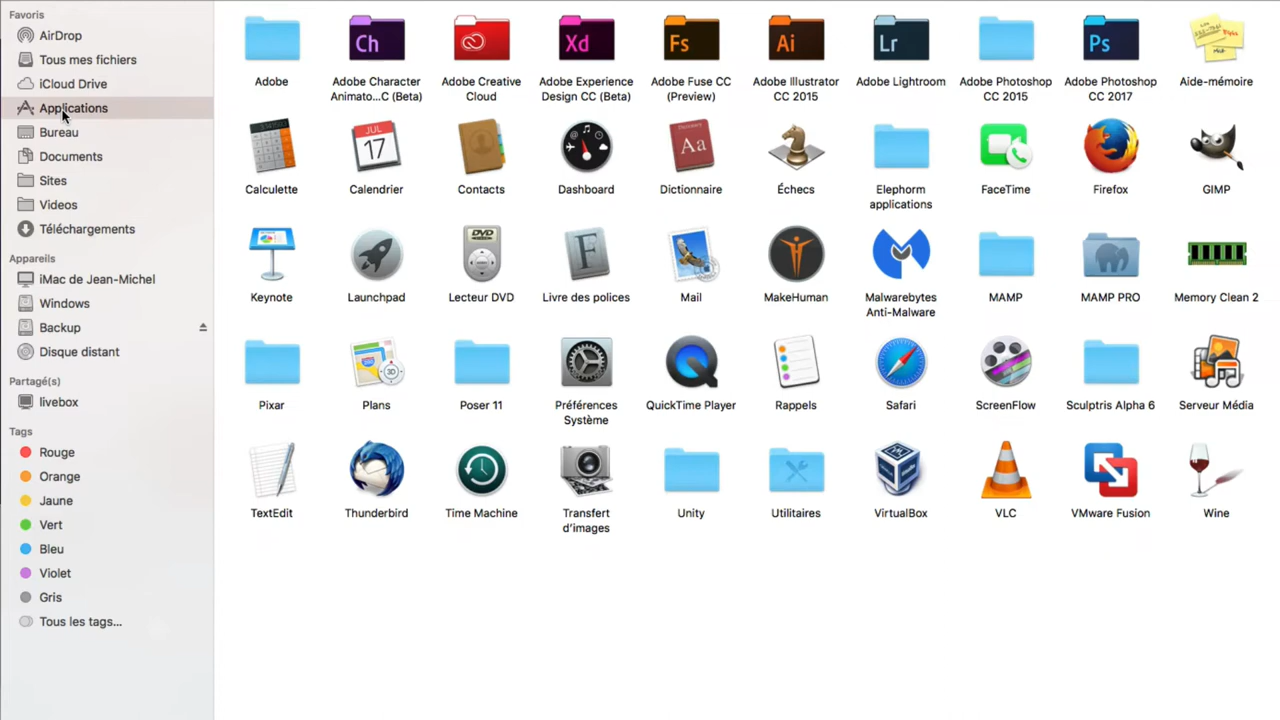 Favoris
AirDrop
Tous mes fichiers
iCloud Drive
Applications
Bureau
Documents
Sites
Videos
Téléchargements
Appareils
iMac de Jean-Michel
Windows
Backup
Disque distant
Partagé(s)
livebox
Tags
Rouge
Orange
Jaune
Vert
Bleu
Violet
Gris
Tous les tags...
Ch
Xd
Fs
Ai
Lr
Ps
Adobe
Adobe Character
Animato...C (Beta)
Adobe Creative
Cloud
Adobe Experience
Design CC (Beta)
Adobe Fuse CC
(Preview)
Adobe Illustrator
CC 2015
Adobe Lightroom
Adobe Photoshop
CC 2015
Adobe Photoshop
CC 2017
Aide-mémoire
JUL
17
Dictionary
Aa
Calculette
Calendrier
Contacts
Dashboard
Dictionnaire
Échecs
Elephorm
applications
FaceTime
Firefox
GIMP
DVD
F
Keynote
Launchpad
Lecteur DVD
Livre des polices
Mail
MakeHuman
Malwarebytes
Anti-Malware
MAMP
MAMP PRO
Memory Clean 2
3D
Pixar
Plans
Poser 11
Préférences
Système
QuickTime Player
Rappels
Safari
ScreenFlow
Sculptris Alpha 6
Serveur Média
TextEdit
Thunderbird
Time Machine
Transfert
d'images
Unity
Utilitaires
VirtualBox
VLC
VMware Fusion
Wine